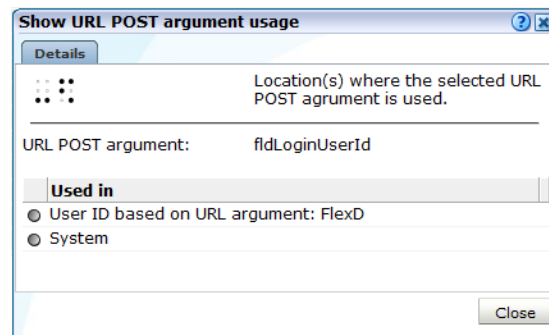 Show URL POST argument usage
Details
Location(s) where the selected URL
POST agrument is used.
URL POST argument: fldLoginUserId
Used in
User ID based on URL argument: FlexD
System
Close